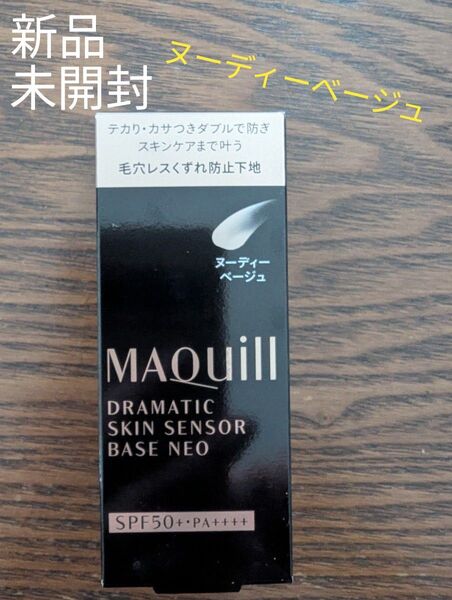 新品
未開封
ヌーディーベージュ
テカリ・カサつきダブルで防ぎ
スキンケアまで叶う
毛穴レスくずれ防止下地
ヌーディー
ベージュ
MAQuill
DRAMATIC
SKIN SENSOR
BASE NEO
SPF50+・PA++++